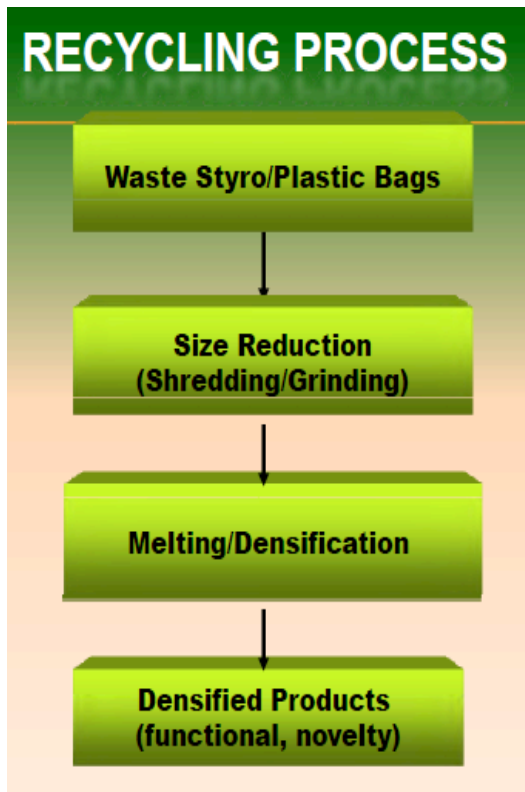 RECYCLING PROCESS
Waste Styro/Plastic Bags
Size Reduction
(Shredding/Grinding)
Melting/Densification
Densified Products
(functional, novelty)